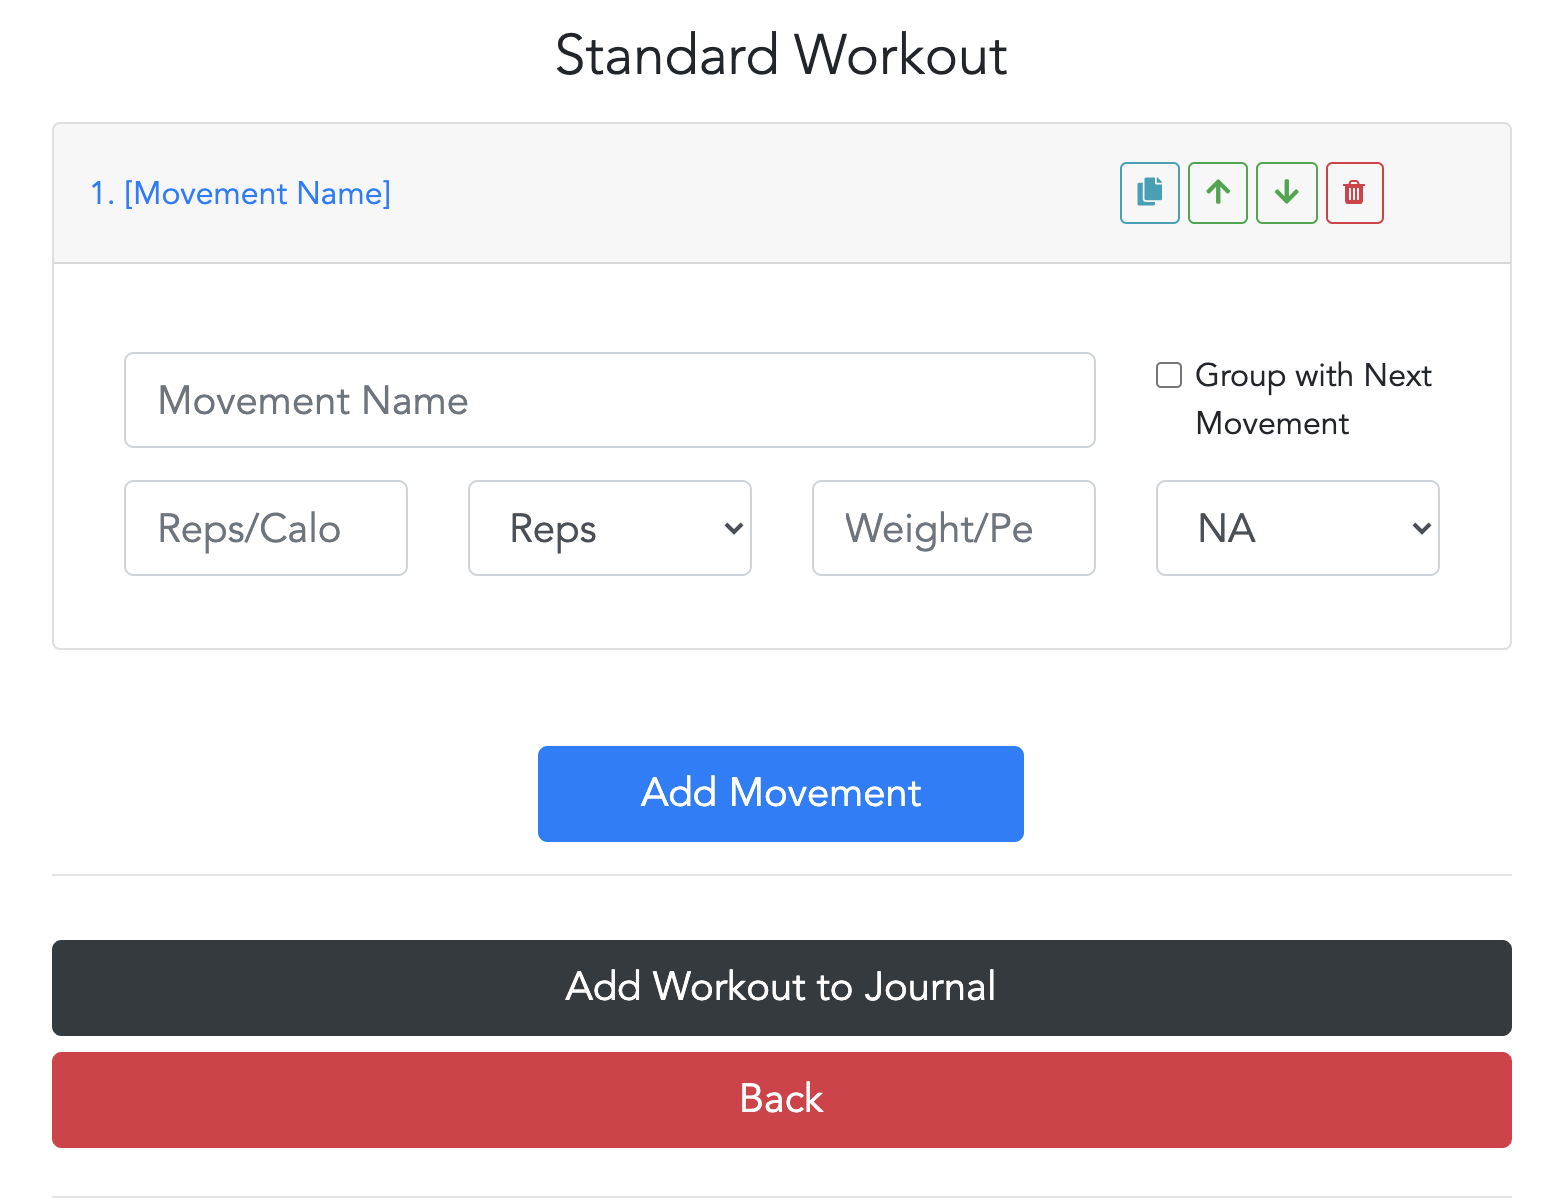 Standard Workout
1. [Movement Name]
Movement Name
Group with Next
Movement
Reps/Calo
Reps
Weight/Pe
NA
Add Movement
Add Workout to Journal
Back